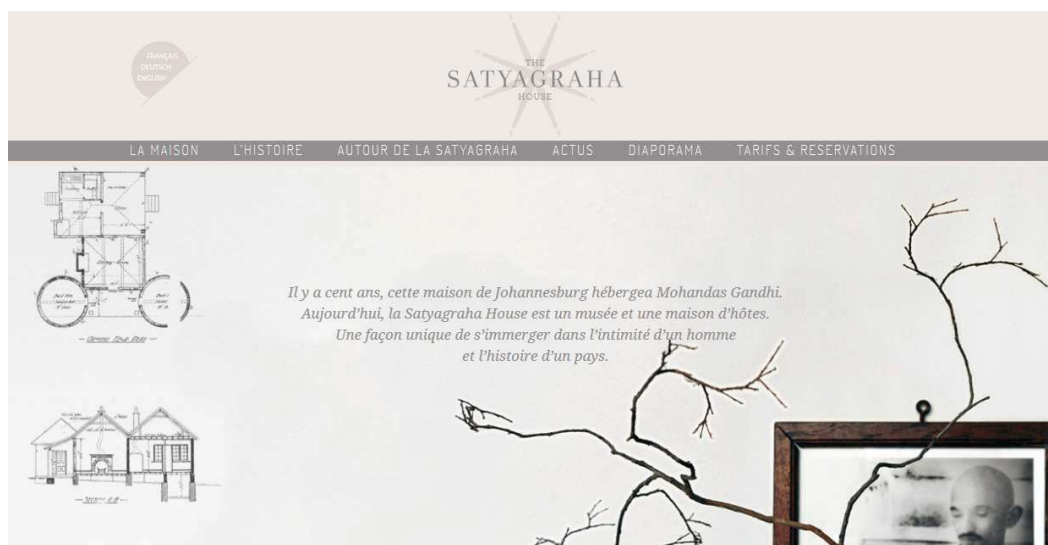 FRANÇAIS
DEUTSCH
ENGLISH
THE
SATYAGRAHA
HOUSE
LA MAISON L'HISTOIRE AUTOUR DE LA SATYAGRAHA ACTUS DIAPORAMA TARIFS & RESERVATIONS
Il y a cent ans, cette maison de Johannesburg hébergea Mohandas Gandhi.
Aujourd'hui, la Satyagraha House est un musée et une maison d'hôtes.
Une façon unique de s'immerger dans l'intimité d'un homme
et l'histoire d'un pays.